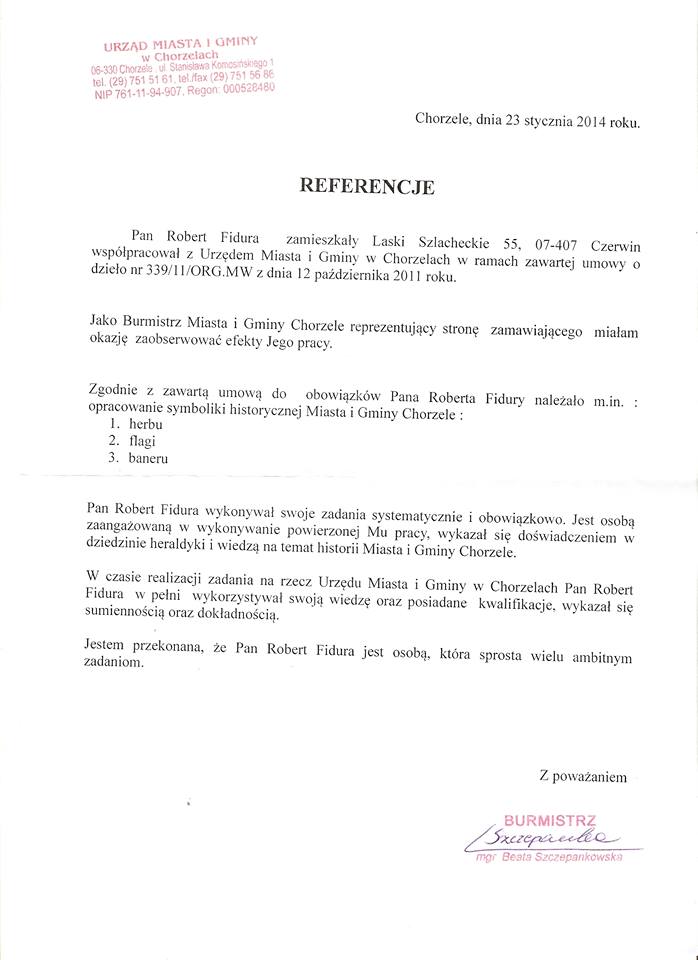 URZĄD MIASTA I GMINY
w Chorzelach
06-330 Chorzele, ul. Stanisława Komosińskiego 1
tel. (29) 751 51 61, tel./fax (29) 751 56 86
NIP 761-11-94-907, Regon: 000528480
Chorzele, dnia 23 stycznia 2014 roku.
REFERENCJE
Pan Robert Fidura zamieszkały Laski Szlacheckie 55, 07-407 Czerwin
współpracował z Urzędem Miasta i Gminy w Chorzelach w ramach zawartej umowy o
dzieło nr 339/11/ORG.MW z dnia 12 października 2011 roku.
Jako Burmistrz Miasta i Gminy Chorzele reprezentujący stronę zamawiającego miałam
okazję zaobserwować efekty Jego pracy.
Zgodnie z zawartą umową do obowiązków Pana Roberta Fidury należało m.in. :
opracowanie symboliki historycznej Miasta i Gminy Chorzele :
1. herbu
2. flagi
3. baneru
Pan Robert Fidura wykonywał swoje zadania systematycznie i obowiązkowo. Jest osobą
zaangażowaną w wykonywanie powierzonej Mu pracy, wykazał się doświadczeniem w
dziedzinie heraldyki i wiedzą na temat historii Miasta i Gminy Chorzele.
W czasie realizacji zadania na rzecz Urzędu Miasta i Gminy w Chorzelach Pan Robert
Fidura w pełni wykorzystywał swoją wiedzę oraz posiadane kwalifikacje, wykazał się
sumiennością oraz dokładnością.
Jestem przekonana, że Pan Robert Fidura jest osobą, która sprosta wielu ambitnym
zadaniom.
Z poważaniem
BURMISTRZ
mgr Beata Szczepankowska